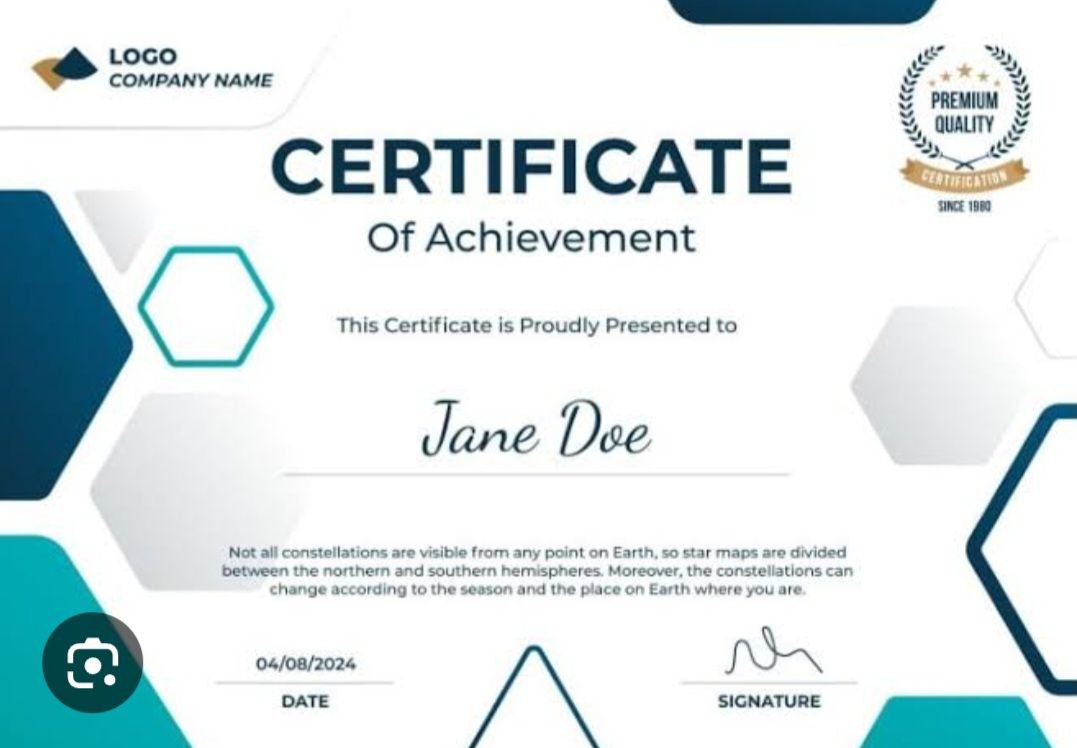 LOGO
COMPANY NAME
PREMIUM
QUALITY
CERTIFICATION
SINCE 1980
CERTIFICATE
Of Achievement
This Certificate is Proudly Presented to
Jane Doe
Not all constellations are visible from any point on Earth, so star maps are divided
between the northern and southern hemispheres. Moreover, the constellations can
change according to the season and the place on Earth where you are.
04/08/2024
DATE
SIGNATURE